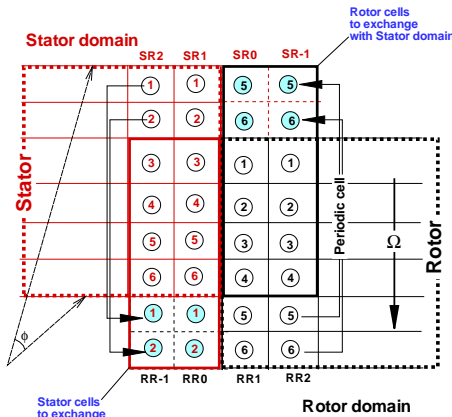 Rotor cells
to exchange
with Stator domain
Stator domain
SR2 SR1 SR0 SR-1
1 1 5 5
2 2 6 6
3 3 1 1
4 4 2 2
5 5 3 3
6 6 4 4
1 1 5 5
2 2 6 6
Stator
Periodic cell
Ω
Rotor
ϕ
RR-1 RR0 RR1 RR2
Stator cells
to exchange
Rotor domain